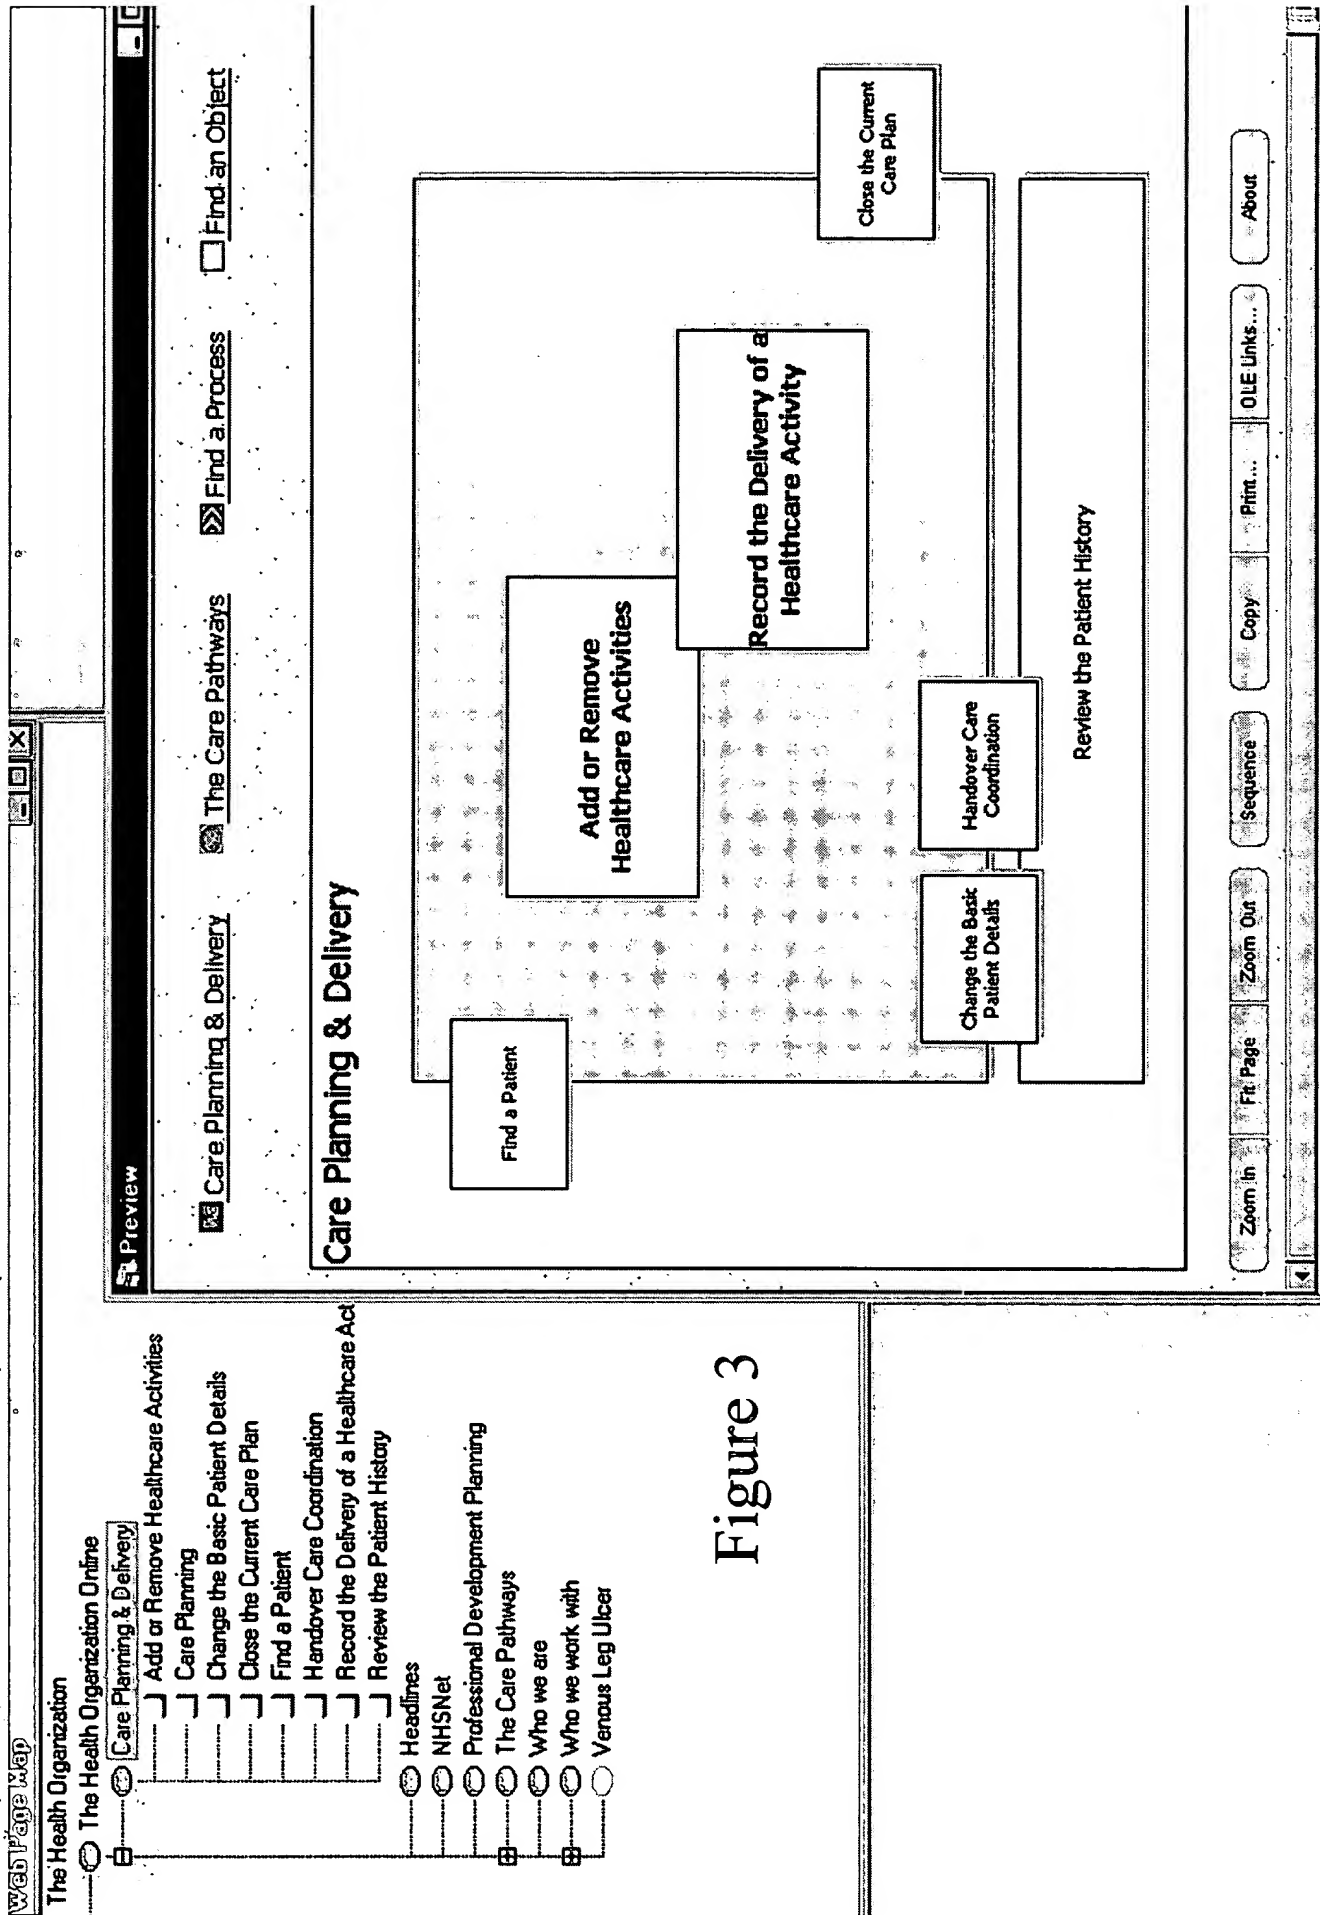 Web Page Map
The Health Organization
The Health Organization Online
Care Planning & Delivery
Add or Remove Healthcare Activities
Care Planning
Change the Basic Patient Details
Close the Current Care Plan
Find a Patient
Handover Care Coordination
Record the Delivery of a Healthcare Act
Review the Patient History
Headlines
NHSNet
Professional Development Planning
The Care Pathways
Who we are
Who we work with
Venous Leg Ulcer
Figure 3
Preview
Care Planning & Delivery
The Care Pathways
Find a Process
Find an Object
Care Planning & Delivery
Find a Patient
Add or Remove
Healthcare Activities
Record the Delivery of a
Healthcare Activity
Close the Current
Care Plan
Change the Basic
Patient Details
Handover Care
Coordination
Review the Patient History
Zoom In
Fit Page
Zoom Out
Sequence
Copy
Print...
OLE Links...
About